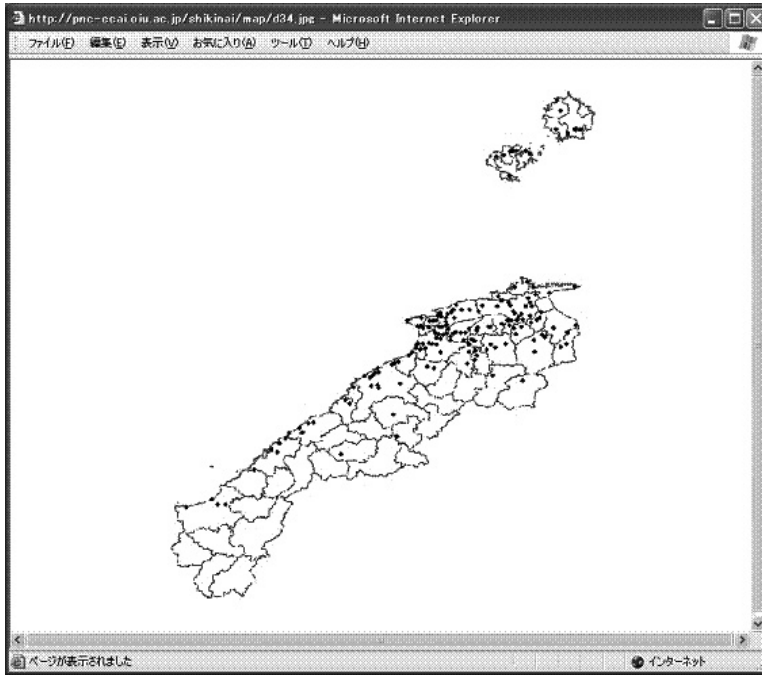 http://pnc-ecai.oiu.ac.jp/shikinai/map/d34.jpg - Microsoft Internet Explorer
ファイル(F) 編集(E) 表示(V) お気に入り(A) ツール(T) ヘルプ(H)
ページが表示されました インターネット